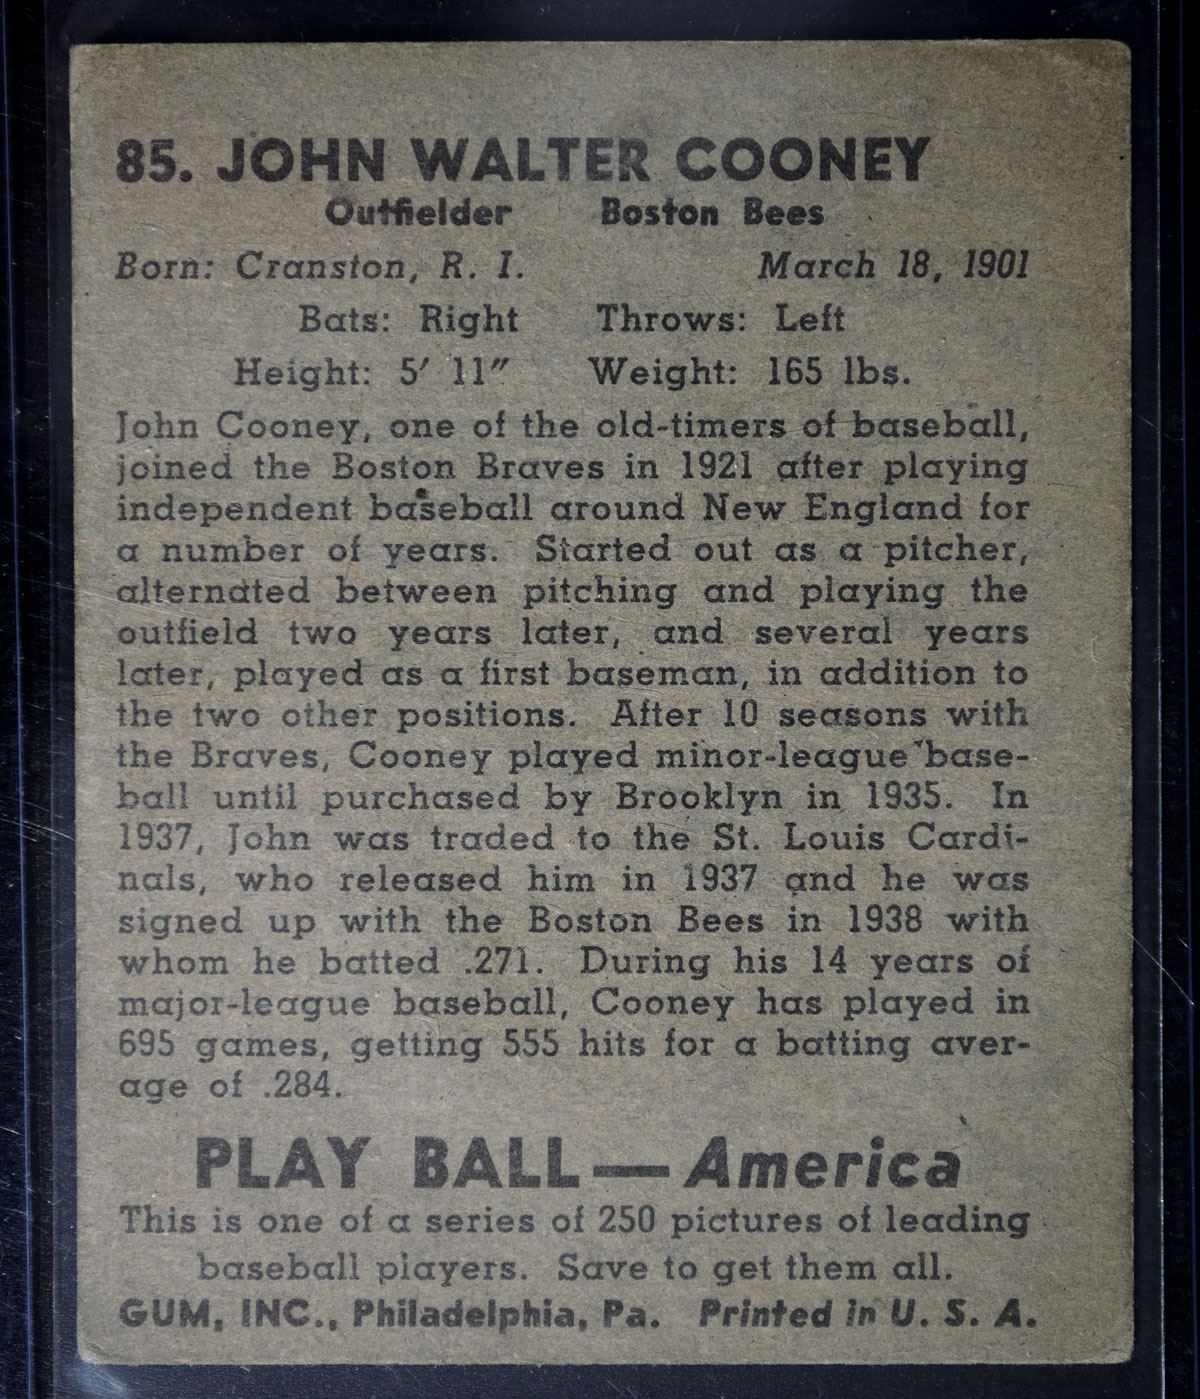 85. JOHN WALTER COONEY
Outfielder Boston Bees
Born: Cranston, R. I. March 18, 1901
Bats: Right Throws: Left
Height: 5′ 11″ Weight: 165 lbs.
John Cooney, one of the old-timers of baseball,
joined the Boston Braves in 1921 after playing
independent baseball around New England for
a number of years. Started out as a pitcher,
alternated between pitching and playing the
outfield two years later, and several years
later, played as a first baseman, in addition to
the two other positions. After 10 seasons with
the Braves, Cooney played minor-league base-
ball until purchased by Brooklyn in 1935. In
1937, John was traded to the St. Louis Cardi-
nals, who released him in 1937 and he was
signed up with the Boston Bees in 1938 with
whom he batted .271. During his 14 years of
major-league baseball, Cooney has played in
695 games, getting 555 hits for a batting aver-
age of .284.
PLAY BALL—America
This is one of a series of 250 pictures of leading
baseball players. Save to get them all.
GUM, INC., Philadelphia, Pa. Printed in U. S. A.